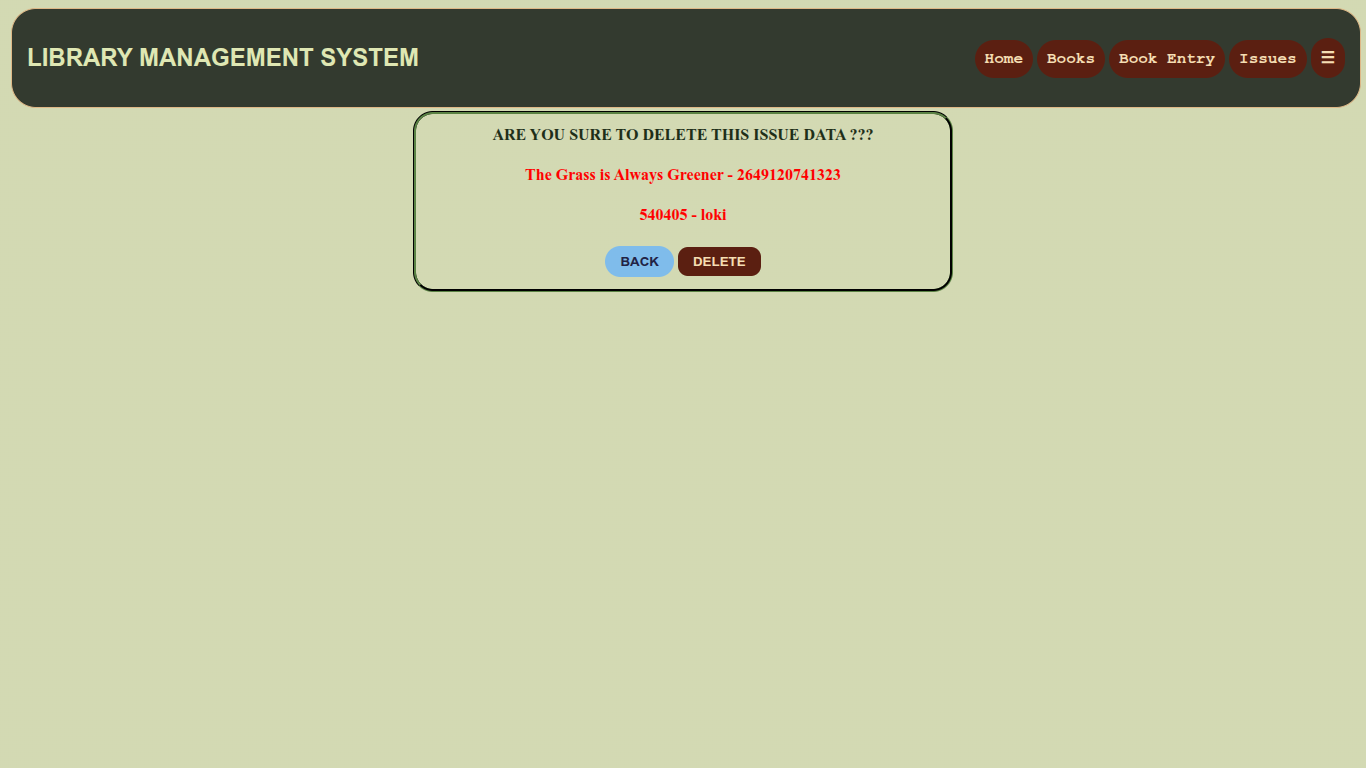 LIBRARY MANAGEMENT SYSTEM
Home Books Book Entry Issues ☰
ARE YOU SURE TO DELETE THIS ISSUE DATA ???
The Grass is Always Greener - 2649120741323
540405 - loki
BACK DELETE